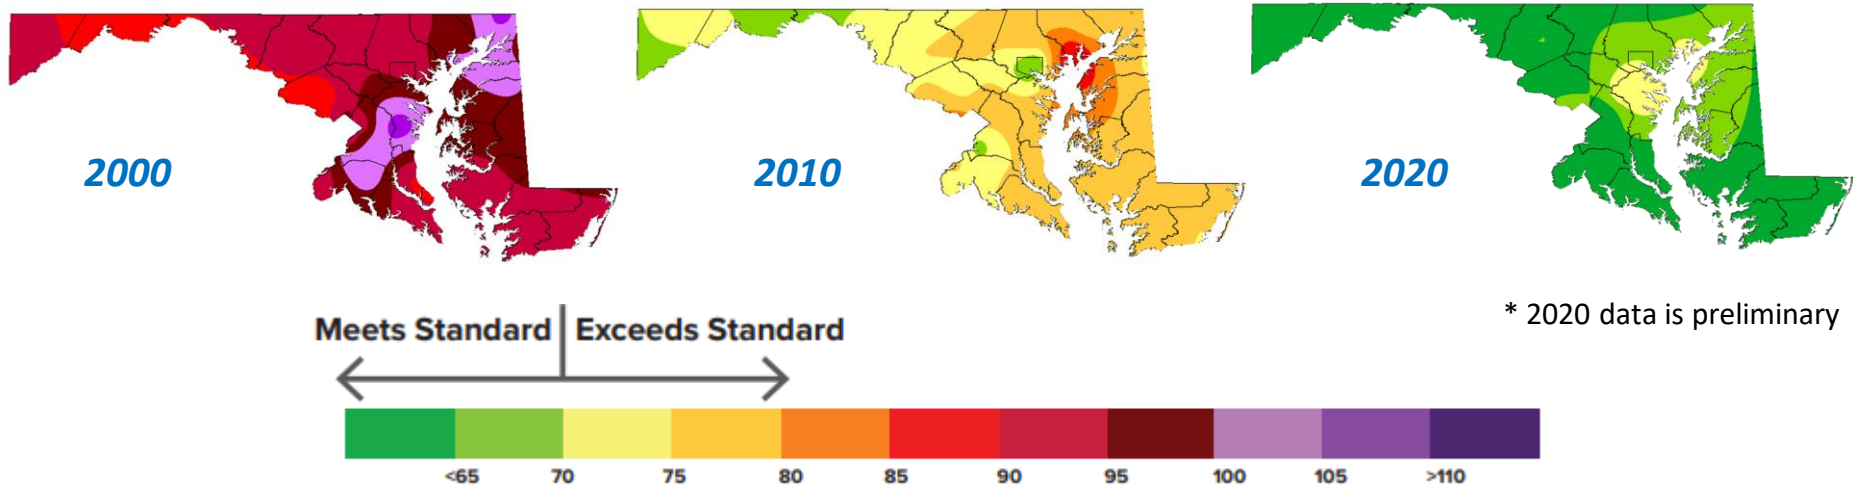 2000
2010
2020
* 2020 data is preliminary
Meets Standard Exceeds Standard
<65 70 75 80 85 90 95 100 105 >110